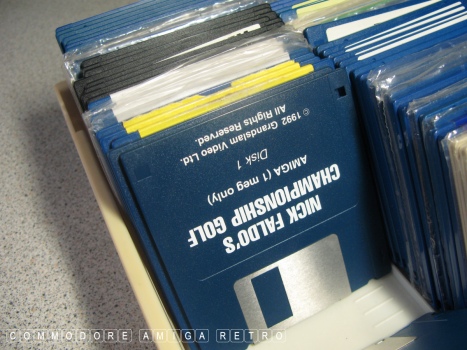 NICK FALDO'S
CHAMPIONSHIP GOLF
AMIGA (1 meg only)
Disk 1
© 1992 Grandslam Video Ltd.
All Rights Reserved.
COMMODORE AMIGA RETRO